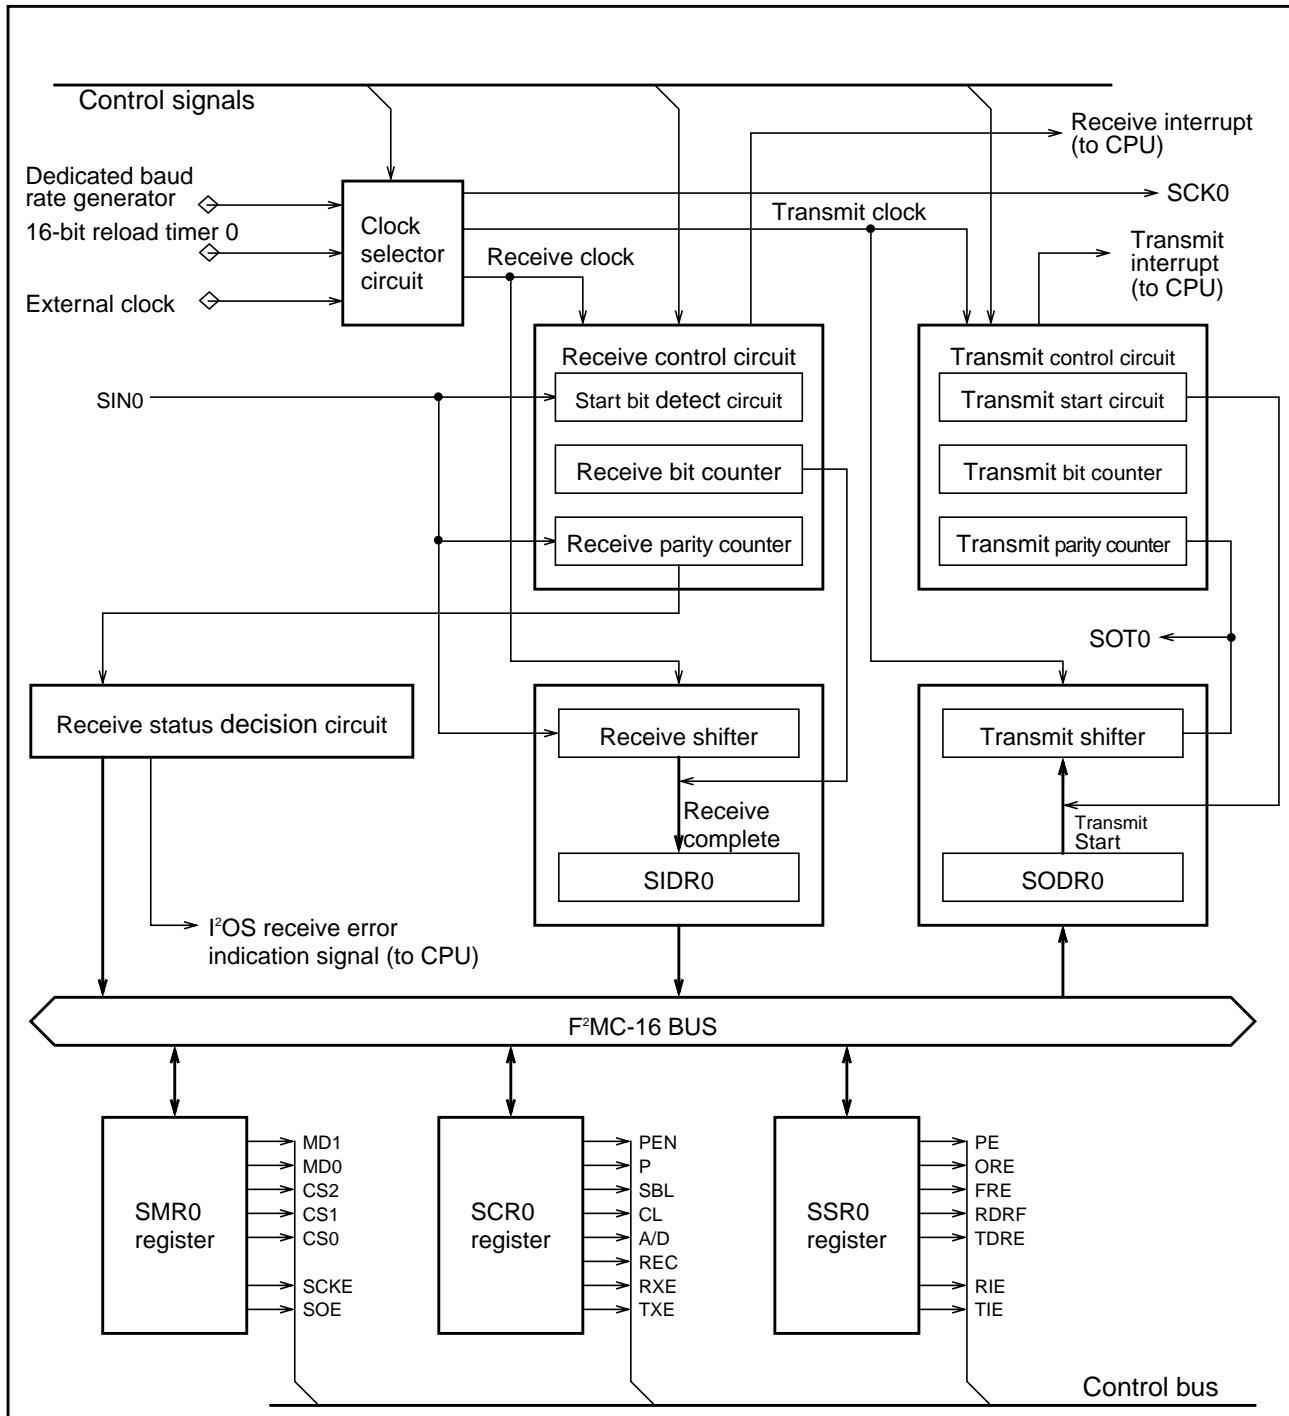 Control signals
Receive interrupt
(to CPU)
Dedicated baud
rate generator
SCK0
16-bit reload timer 0
Clock
selector
circuit
Transmit clock
Transmit
interrupt
(to CPU)
Receive clock
External clock
Receive control circuit
Transmit control circuit
SIN0
Start bit detect circuit
Transmit start circuit
Receive bit counter
Transmit bit counter
Receive parity counter
Transmit parity counter
SOT0
Receive status decision circuit
Receive shifter
Transmit shifter
Receive
complete
Transmit
Start
SIDR0
SODR0
I²OS receive error
indication signal (to CPU)
F²MC-16 BUS
SMR0
register
MD1
MD0
CS2
CS1
CS0
SCKE
SOE
SCR0
register
PEN
P
SBL
CL
A/D
REC
RXE
TXE
SSR0
register
PE
ORE
FRE
RDRF
TDRE
RIE
TIE
Control bus